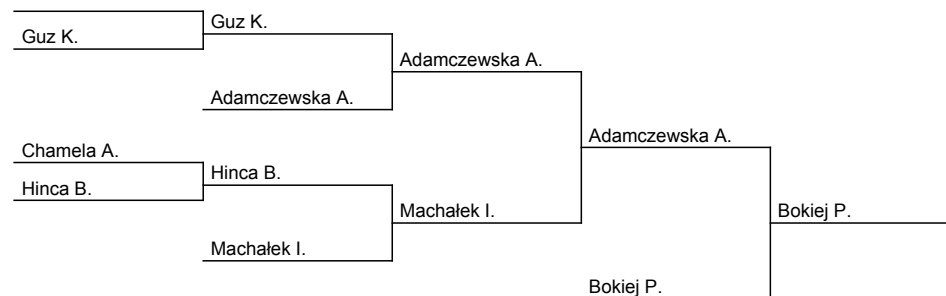 Guz K.
Guz K.
Adamczewska A.
Adamczewska A.
Chamela A.
Adamczewska A.
Hinca B.
Hinca B.
Machałek I.
Bokiej P.
Machałek I.
Bokiej P.